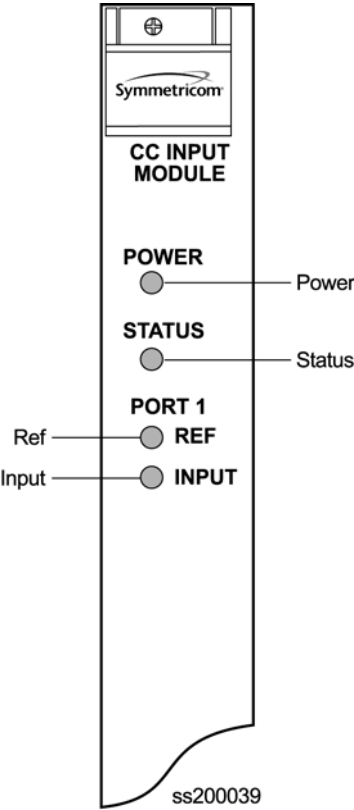 Symmetricom
CC INPUT
MODULE
POWER
Power
STATUS
Status
PORT 1
Ref
REF
Input
INPUT
ss200039